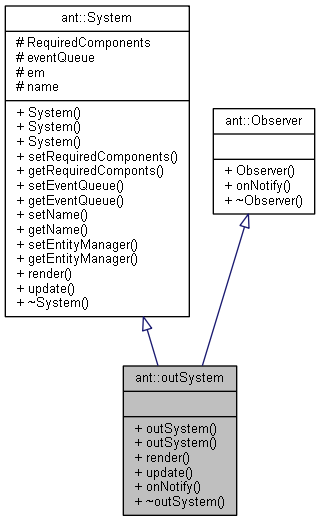 ant::System
# RequiredComponents
# eventQueue
# em
# name
+ System()
+ System()
+ System()
+ setRequiredComponents()
+ getRequiredComponts()
+ setEventQueue()
+ getEventQueue()
+ setName()
+ getName()
+ setEntityManager()
+ getEntityManager()
+ render()
+ update()
+ ~System()
ant::Observer
+ Observer()
+ onNotify()
+ ~Observer()
ant::outSystem
+ outSystem()
+ outSystem()
+ render()
+ update()
+ onNotify()
+ ~outSystem()